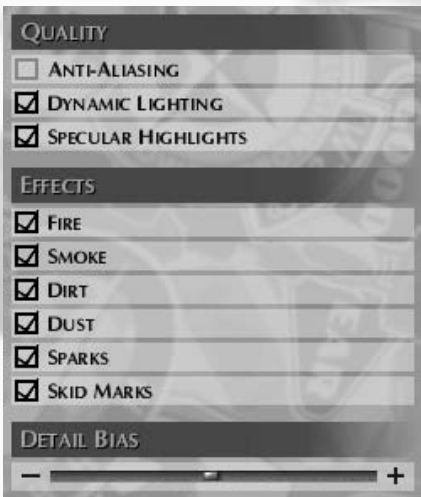 QUALITY
ANTI-ALIASING
DYNAMIC LIGHTING
SPECULAR HIGHLIGHTS
EFFECTS
FIRE
SMOKE
DIRT
DUST
SPARKS
SKID MARKS
DETAIL BIAS
− +